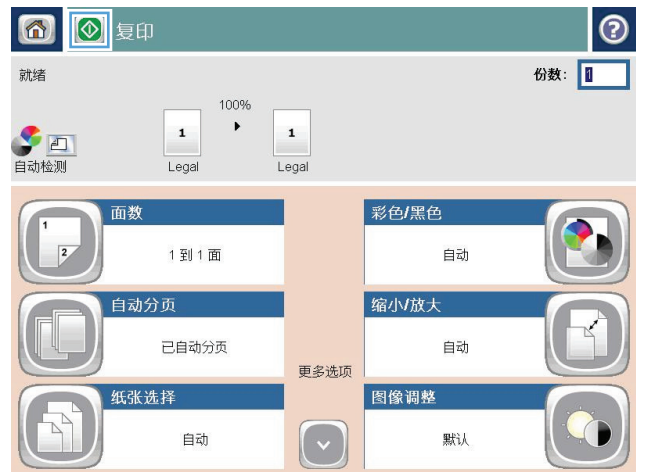 复印
就绪
份数: 1
100%
1
1
自动检测
Legal
Legal
面数
1
2
1 到 1 面
彩色/黑色
自动
自动分页
已自动分页
缩小/放大
自动
更多选项
纸张选择
自动
图像调整
默认